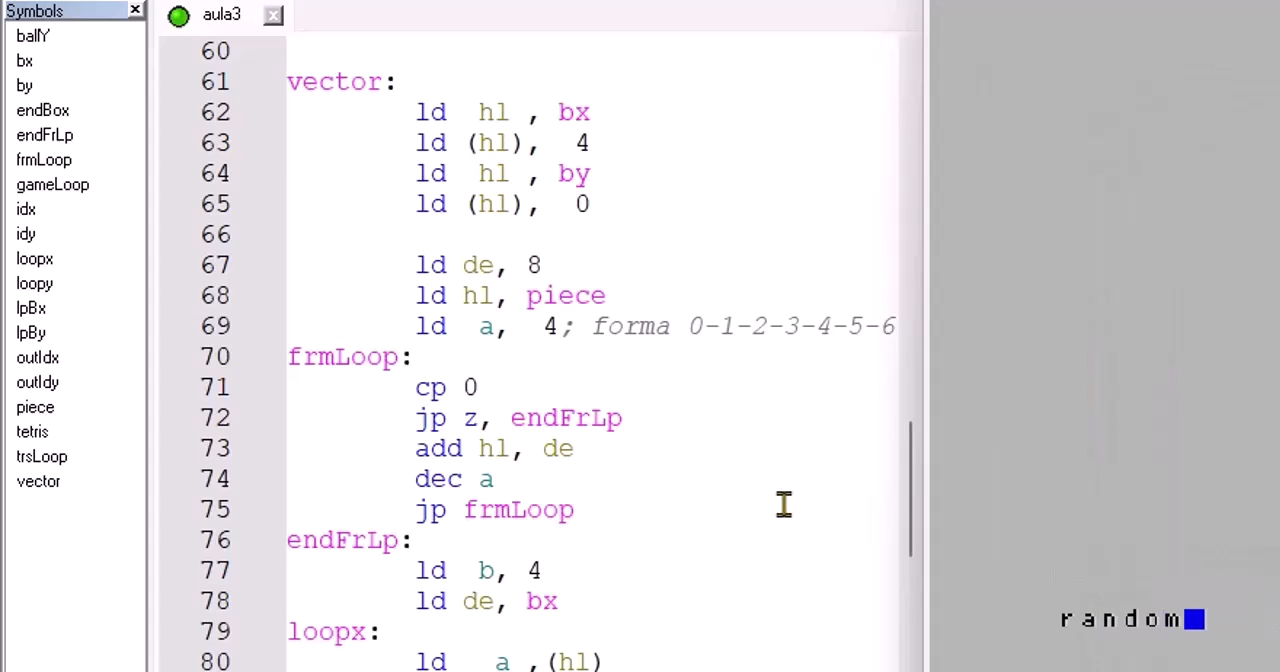 Symbols
ballY
bx
by
endBox
endFrLp
frmLoop
gameLoop
idx
idy
loopx
loopy
lpBx
lpBy
outIdx
outIdy
piece
tetris
trsLoop
vector
aula3
60
61 vector:
62 ld hl , bx
63 ld (hl), 4
64 ld hl , by
65 ld (hl), 0
66
67 ld de, 8
68 ld hl, piece
69 ld a, 4; forma 0-1-2-3-4-5-6
70 frmLoop:
71 cp 0
72 jp z, endFrLp
73 add hl, de
74 dec a
75 jp frmLoop
76 endFrLp:
77 ld b, 4
78 ld de, bx
79 loopx:
80 ld a ,(hl)
random